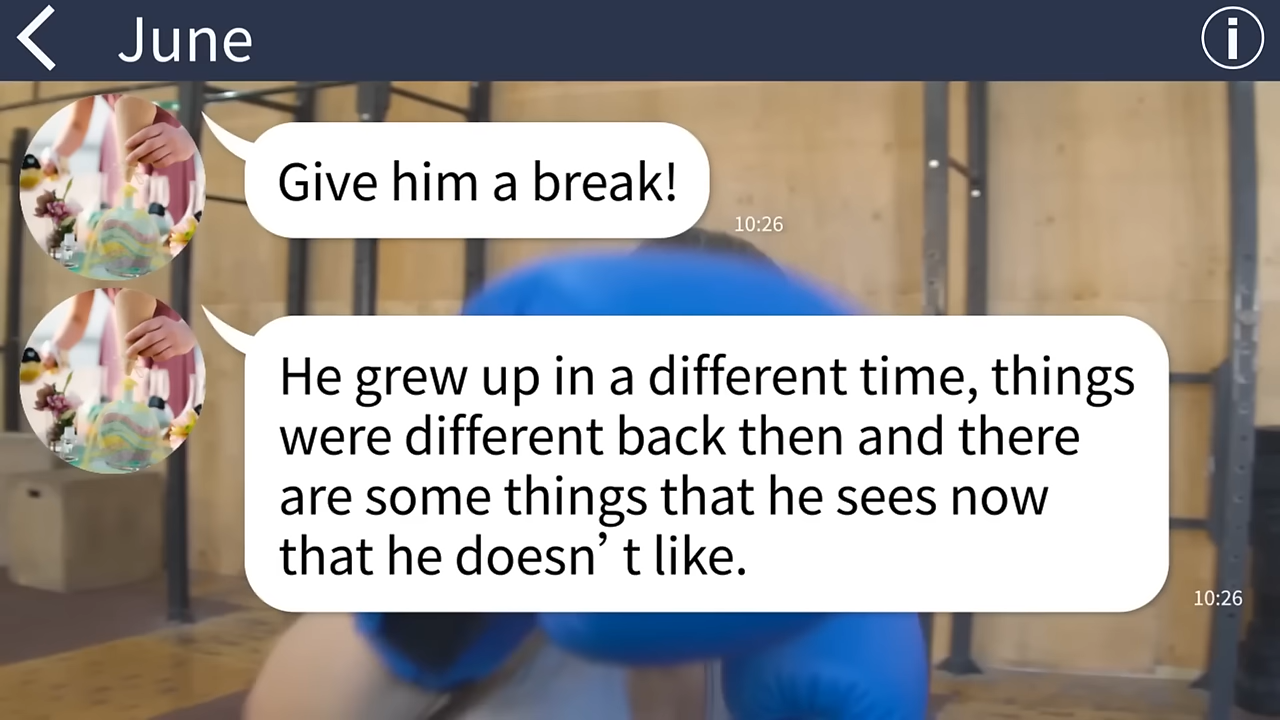 June
Give him a break!
10:26
He grew up in a different time, things
were different back then and there
are some things that he sees now
that he doesn’ t like.
10:26